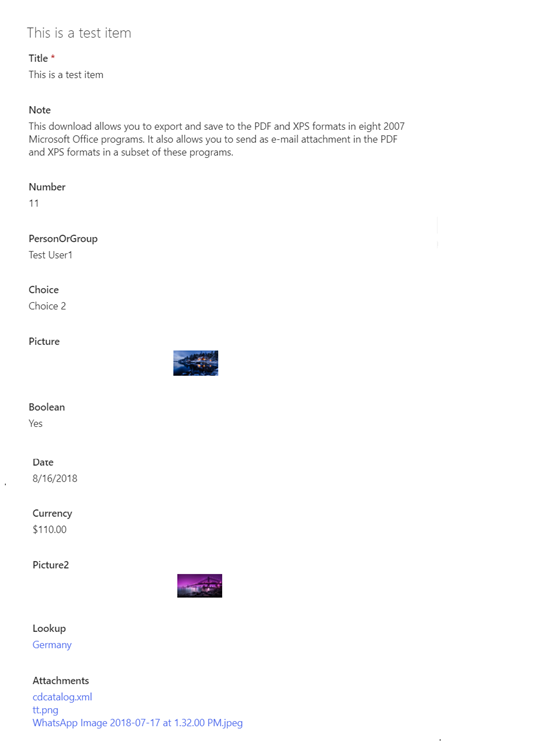 This is a test item
Title *
This is a test item
Note
This download allows you to export and save to the PDF and XPS formats in eight 2007
Microsoft Office programs. It also allows you to send as e-mail attachment in the PDF
and XPS formats in a subset of these programs.
Number
11
PersonOrGroup
Test User1
Choice
Choice 2
Picture
Boolean
Yes
Date
8/16/2018
Currency
$110.00
Picture2
Lookup
Germany
Attachments
cdcatalog.xml
tt.png
WhatsApp Image 2018-07-17 at 1.32.00 PM.jpeg